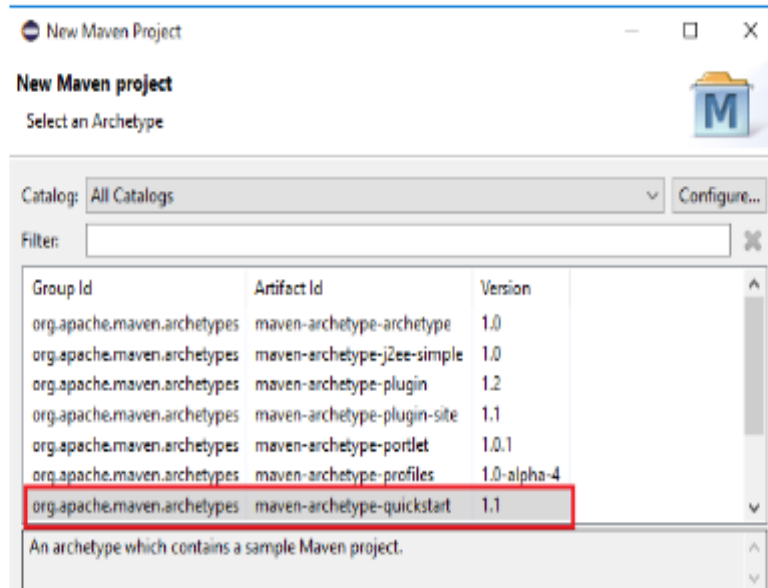 New Maven Project
New Maven project
Select an Archetype
M
Catalog: All Catalogs Configure...
Filter:
Group Id Artifact Id Version
org.apache.maven.archetypes maven-archetype-archetype 1.0
org.apache.maven.archetypes maven-archetype-j2ee-simple 1.0
org.apache.maven.archetypes maven-archetype-plugin 1.2
org.apache.maven.archetypes maven-archetype-plugin-site 1.1
org.apache.maven.archetypes maven-archetype-portlet 1.0.1
org.apache.maven.archetypes maven-archetype-profiles 1.0-alpha-4
org.apache.maven.archetypes maven-archetype-quickstart 1.1
An archetype which contains a sample Maven project.